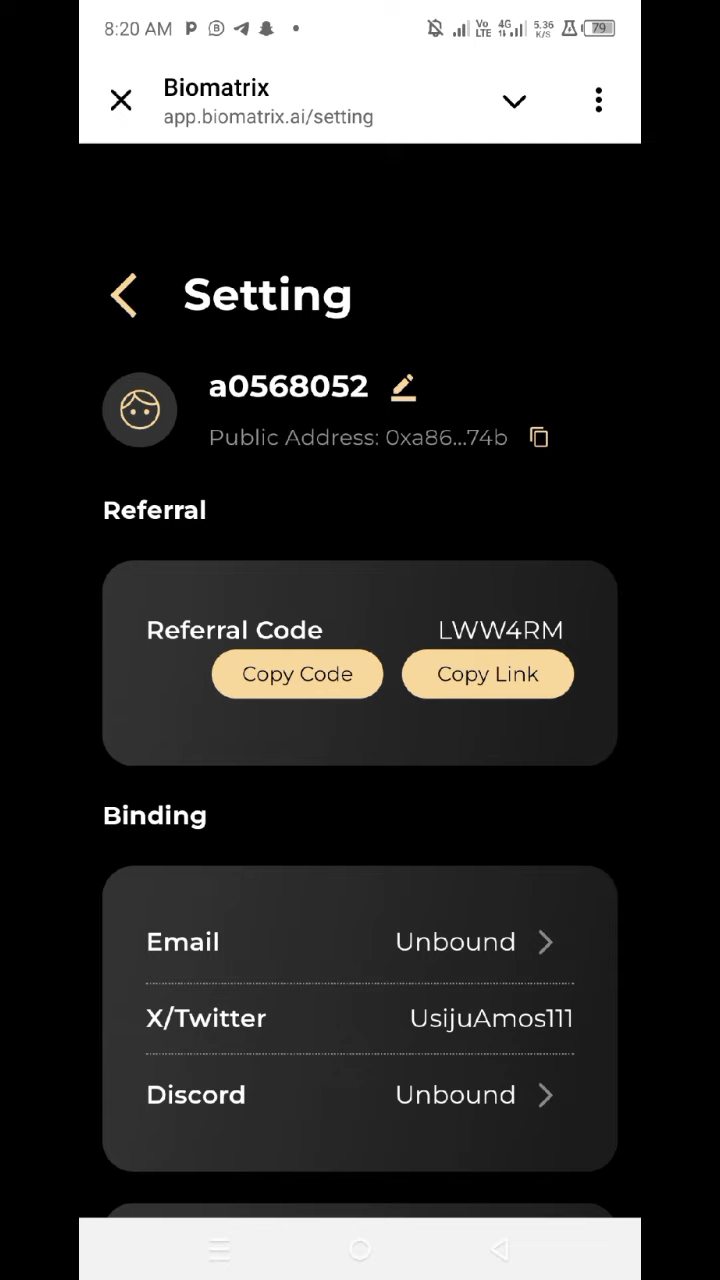 8:20 AM
Vo LTE 4G 5.36 K/S 79
Biomatrix
app.biomatrix.ai/setting
Setting
a0568052
Public Address: 0xa86...74b
Referral
Referral Code LWW4RM
Copy Code Copy Link
Binding
Email Unbound
X/Twitter UsijuAmos111
Discord Unbound